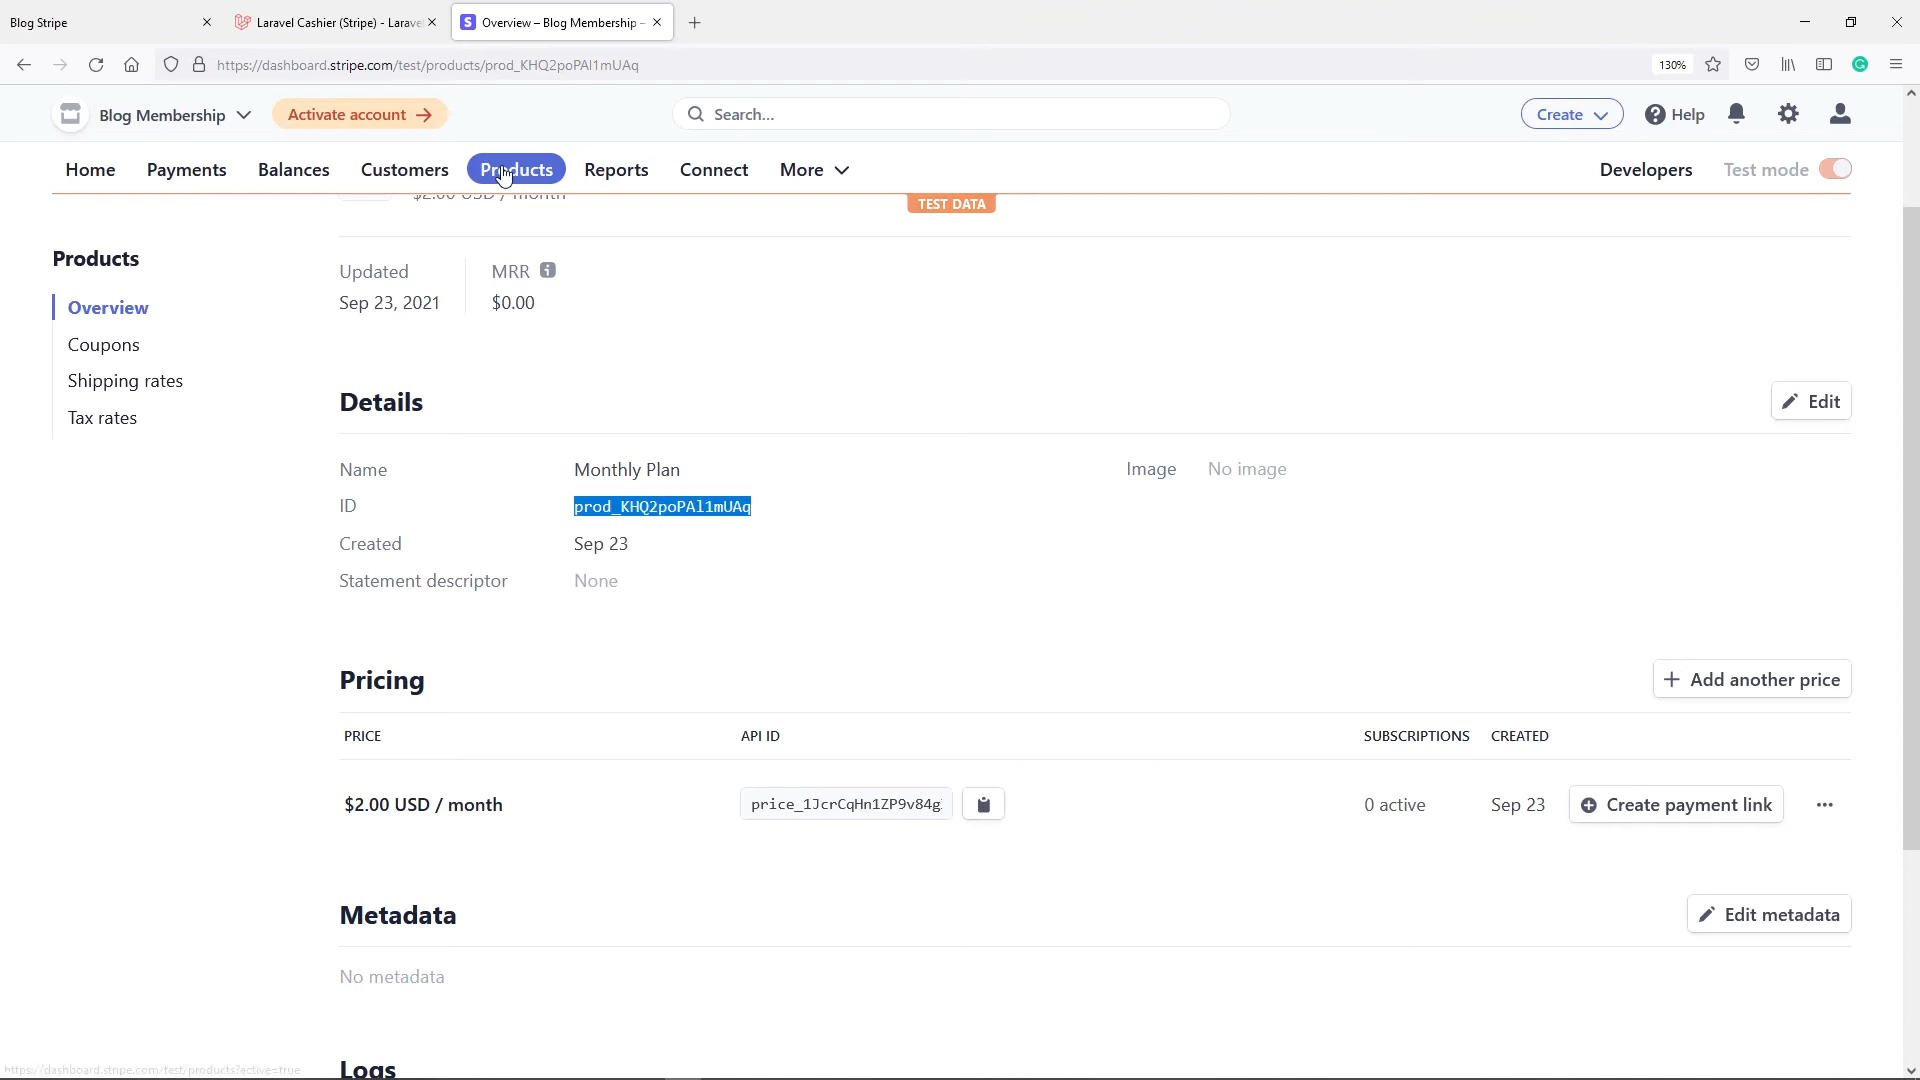 Blog Stripe
Laravel Cashier (Stripe) - Larave
S Overview – Blog Membership –
https://dashboard.stripe.com/test/products/prod_KHQ2poPAl1mUAq
130%
Blog Membership
Activate account
Search...
Create
Help
Home Payments Balances Customers Products Reports Connect More
Developers Test mode
$2.00 USD / month
TEST DATA
Products
Overview
Coupons
Shipping rates
Tax rates
Updated
Sep 23, 2021
MRR
$0.00
Details
Edit
Name Monthly Plan
Image No image
ID prod_KHQ2poPAl1mUAq
Created Sep 23
Statement descriptor None
Pricing
Add another price
PRICE API ID SUBSCRIPTIONS CREATED
$2.00 USD / month price_1JcrCqHn1ZP9v84g 0 active Sep 23 Create payment link
Metadata
Edit metadata
No metadata
Logs
https://dashboard.stripe.com/test/products?active=true